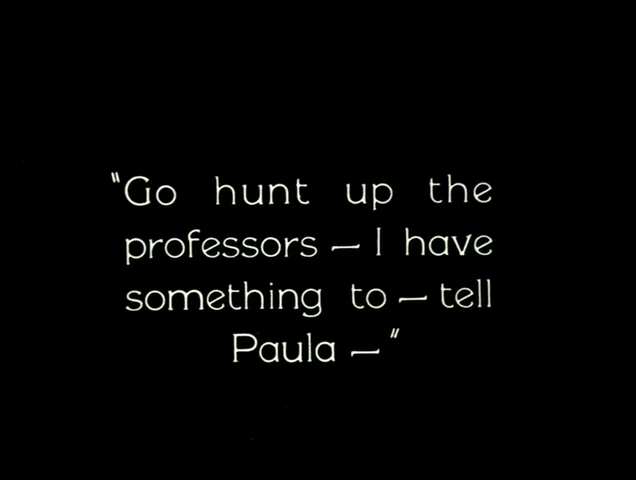 "Go hunt up the
professors — I have
something to — tell
Paula — "